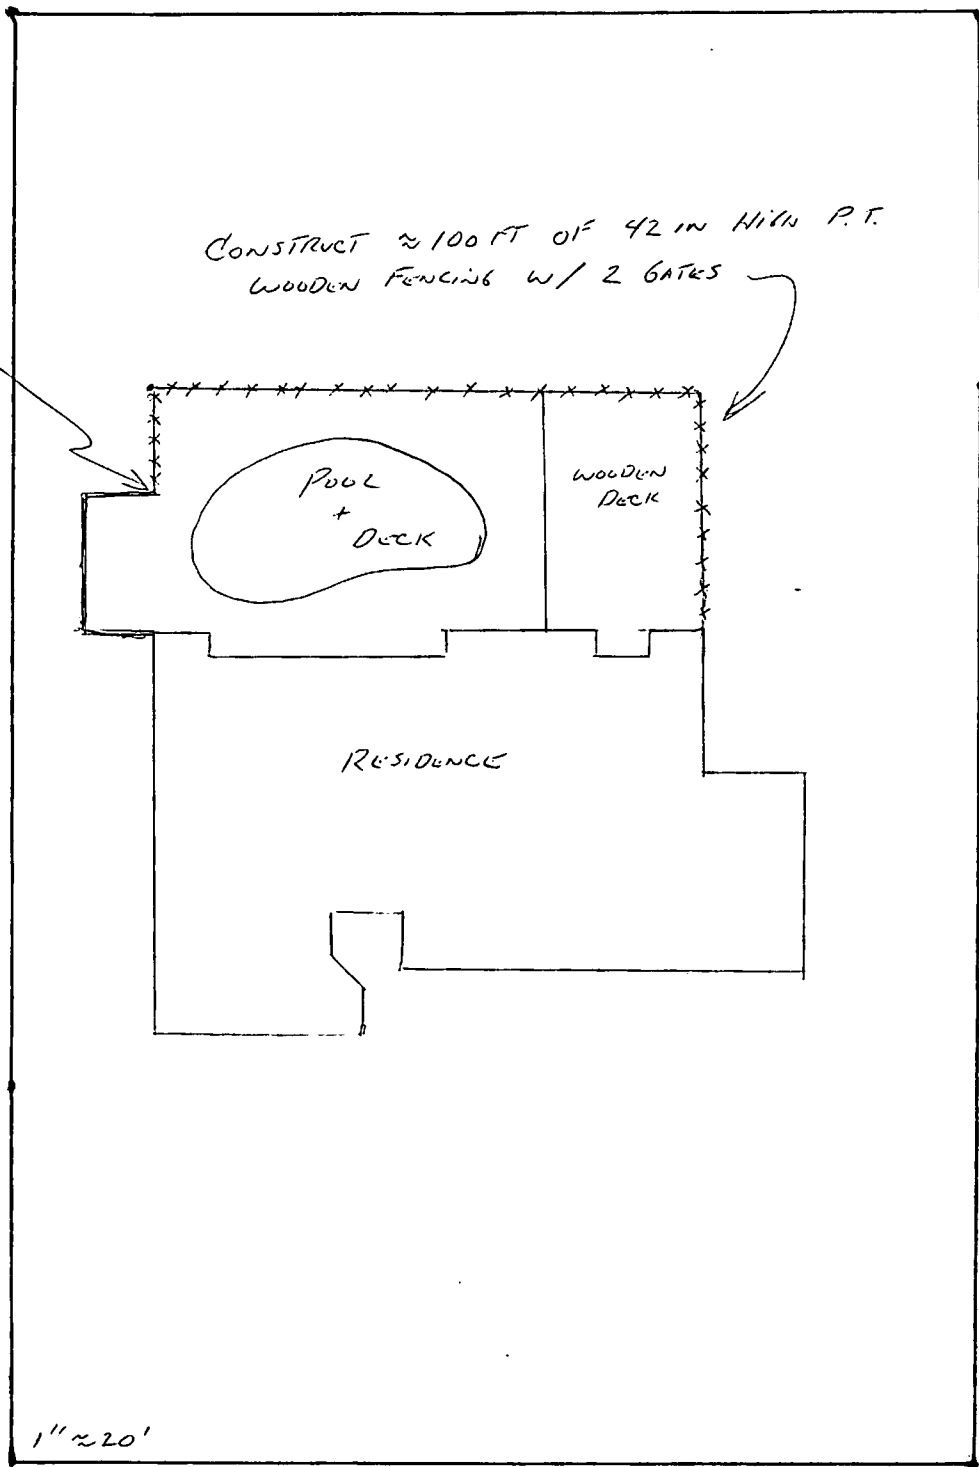 CONSTRUCT ≈ 100 FT OF 42 IN HIGH P.T.
WOODEN FENCING W/ 2 GATES
POOL
+
DECK
WOODEN
DECK
RESIDENCE
1" ≈ 20'